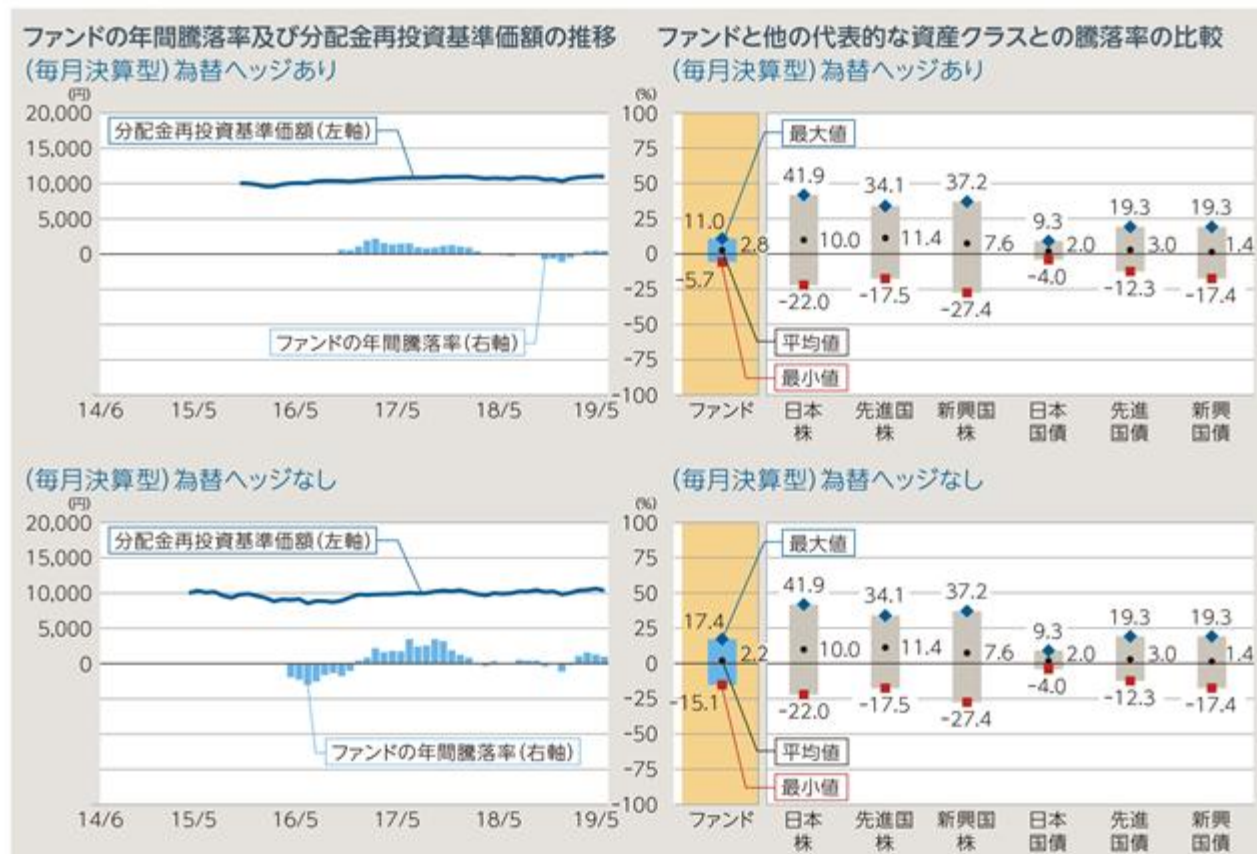 ファンドの年間騰落率及び分配金再投資基準価額の推移
(毎月決算型)為替ヘッジあり
(円)
20,000
15,000
10,000
5,000
0
分配金再投資基準価額(左軸)
ファンドの年間騰落率(右軸)
14/6 15/5 16/5 17/5 18/5 19/5
ファンドと他の代表的な資産クラスとの騰落率の比較
(毎月決算型)為替ヘッジあり
(%)
100
75
50
25
0
-25
-50
-75
-100
最大値
平均値
最小値
11.0 2.8 -5.7
41.9 10.0 -22.0
34.1 11.4 -17.5
37.2 7.6 -27.4
9.3 2.0 -4.0
19.3 3.0 -12.3
19.3 1.4 -17.4
ファンド 日本 先進国 新興国 日本 先進 新興
株 株 株 国債 国債 国債
(毎月決算型)為替ヘッジなし
(円)
20,000
15,000
10,000
5,000
0
分配金再投資基準価額(左軸)
ファンドの年間騰落率(右軸)
14/6 15/5 16/5 17/5 18/5 19/5
(毎月決算型)為替ヘッジなし
(%)
100
75
50
25
0
-25
-50
-75
-100
最大値
平均値
最小値
17.4 2.2 -15.1
41.9 10.0 -22.0
34.1 11.4 -17.5
37.2 7.6 -27.4
9.3 2.0 -4.0
19.3 3.0 -12.3
19.3 1.4 -17.4
ファンド 日本 先進国 新興国 日本 先進 新興
株 株 株 国債 国債 国債